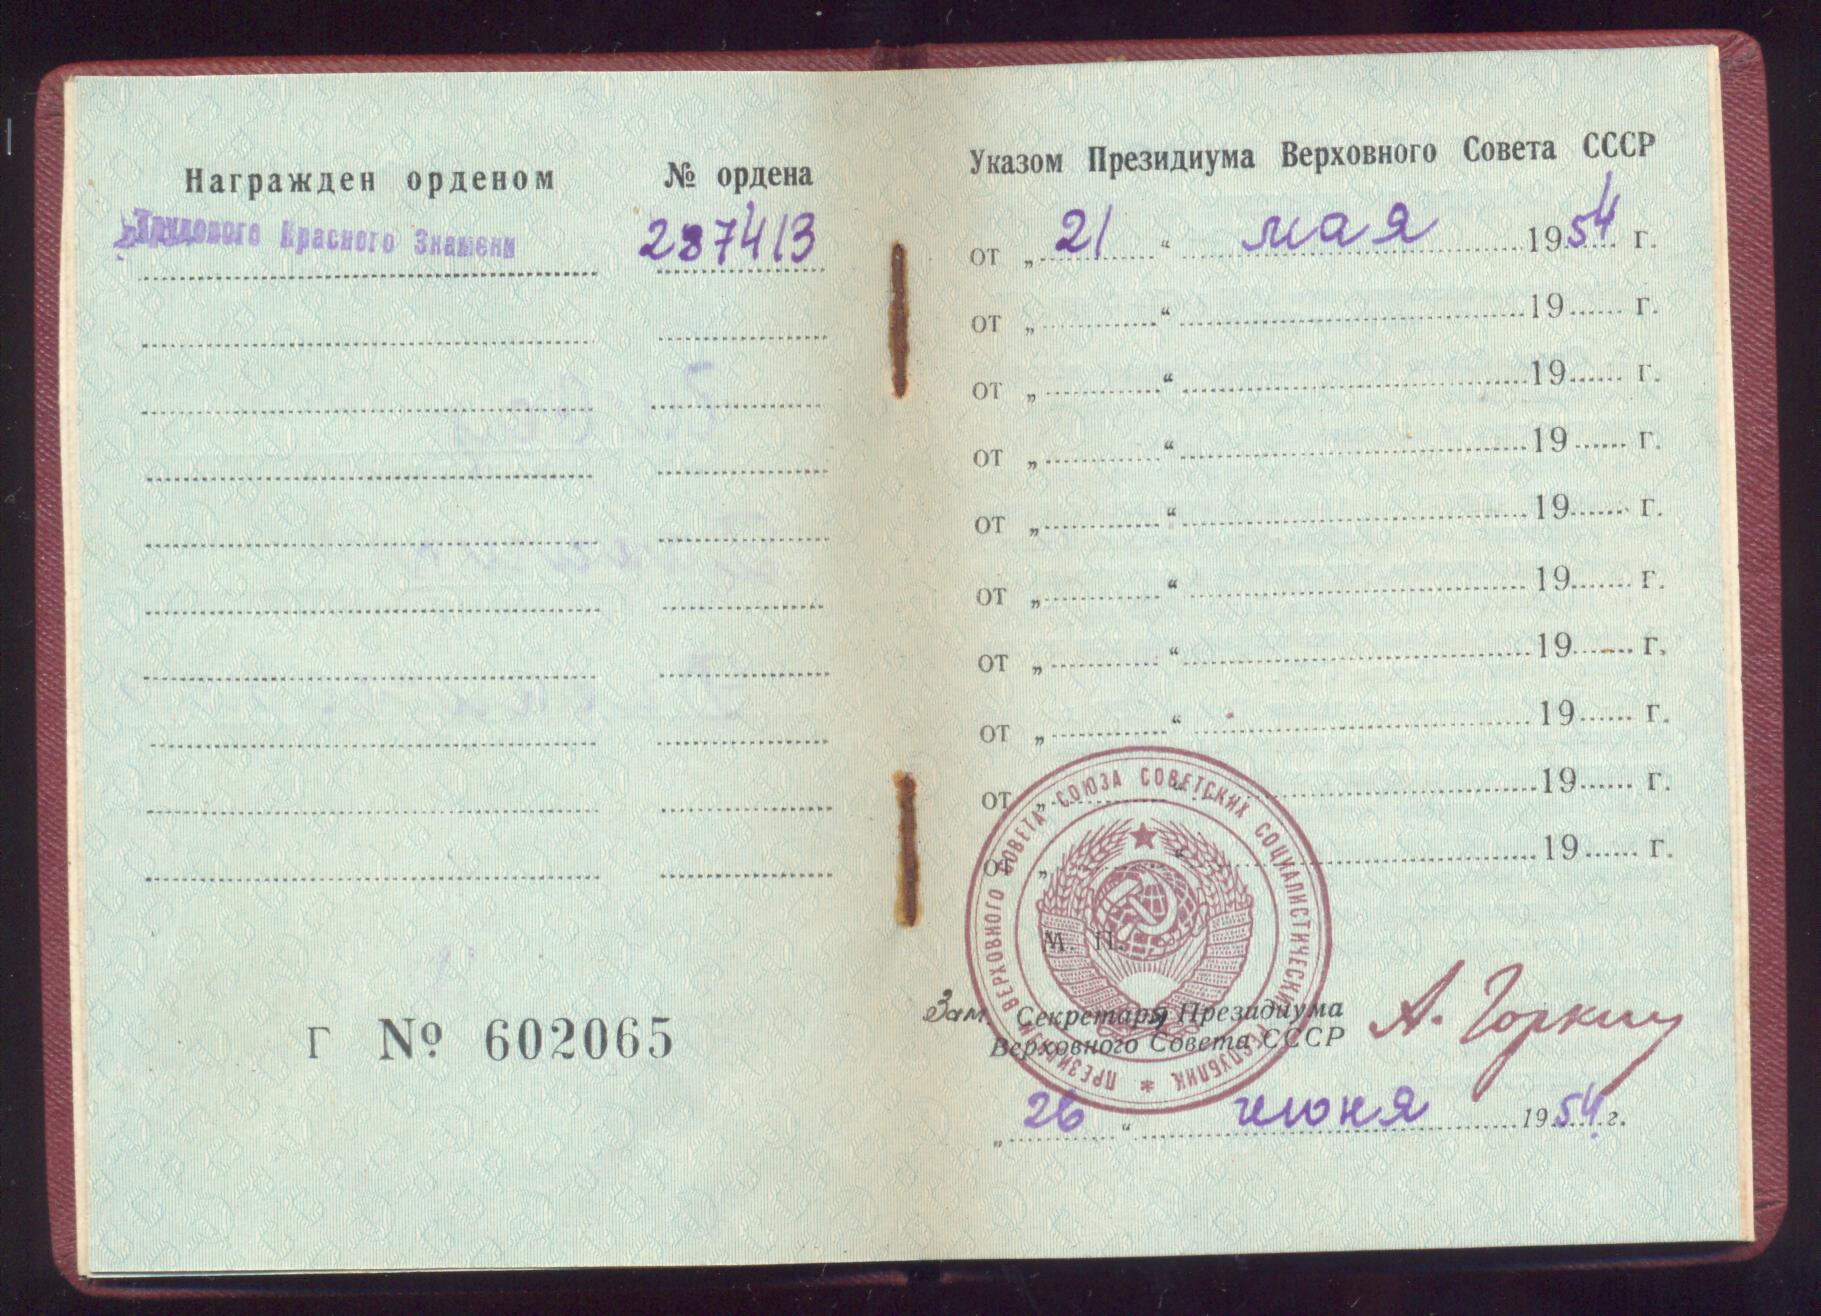 Награжден орденом № ордена
Трудового Красного Знамени 287413
Г № 602065
Указом Президиума Верховного Совета СССР
от „ 21 “ мая 1954 г.
от „ “ 19 г.
от „ “ 19 г.
от „ “ 19 г.
от „ “ 19 г.
от „ “ 19 г.
от „ “ 19 г.
от „ “ 19 г.
от „ “ 19 г.
от „ “ 19 г.
ПРЕЗИДИУМ ВЕРХОВНОГО СОВЕТА СОЮЗА СОВЕТСКИХ СОЦИАЛИСТИЧЕСКИХ РЕСПУБЛИК *
М. П.
Зам. Секретаря Президиума
Верховного Совета СССР
А. Горкин
„ 26 “ июня 1954 г.